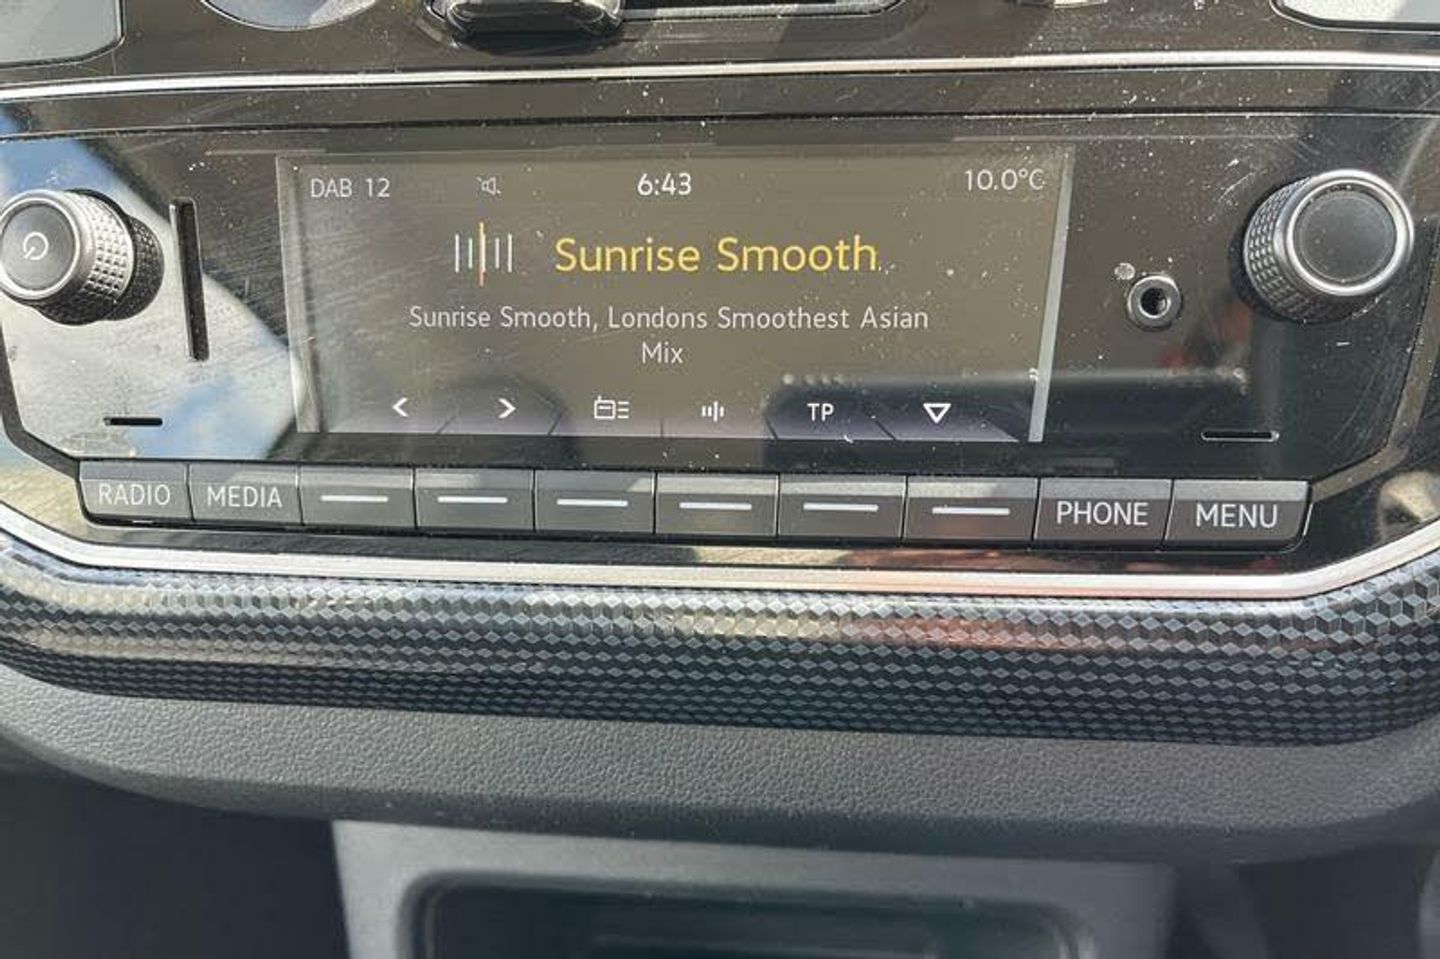 DAB 12 6:43 10.0°C
Sunrise Smooth
Sunrise Smooth, Londons Smoothest Asian
Mix
TP
RADIO MEDIA PHONE MENU